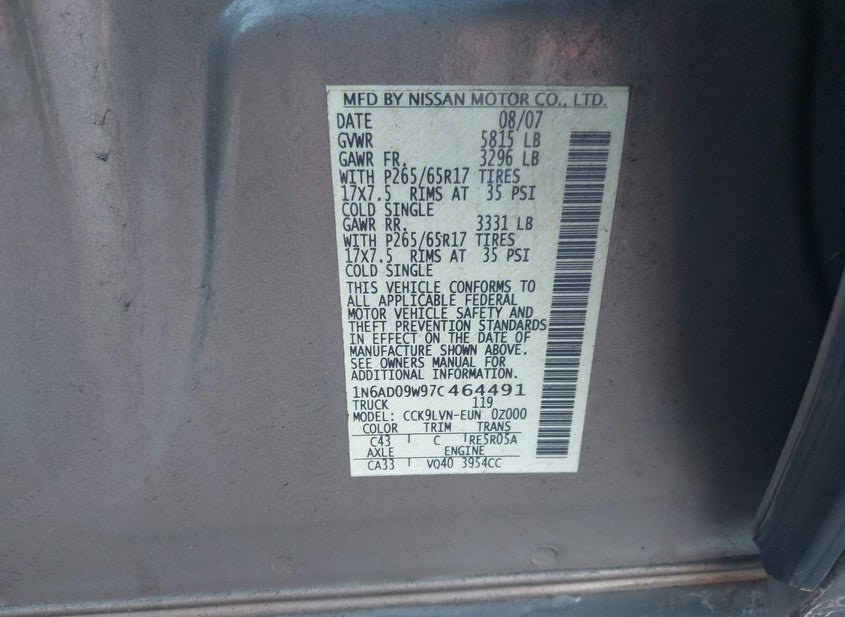 MFD BY NISSAN MOTOR CO., LTD.
DATE 08/07
GVWR 5815 LB
GAWR FR. 3296 LB
WITH P265/65R17 TIRES
17X7.5 RIMS AT 35 PSI
COLD SINGLE
GAWR RR. 3331 LB
WITH P265/65R17 TIRES
17X7.5 RIMS AT 35 PSI
COLD SINGLE
THIS VEHICLE CONFORMS TO
ALL APPLICABLE FEDERAL
MOTOR VEHICLE SAFETY AND
THEFT PREVENTION STANDARDS
IN EFFECT ON THE DATE OF
MANUFACTURE SHOWN ABOVE.
SEE OWNERS MANUAL FOR
ADDITIONAL INFORMATION.
1N6AD09W97C464491
TRUCK 119
MODEL: CCK9LVN-EUN 0Z000
COLOR TRIM TRANS
C43 C RE5R05A
AXLE ENGINE
CA33 VQ40 3954CC